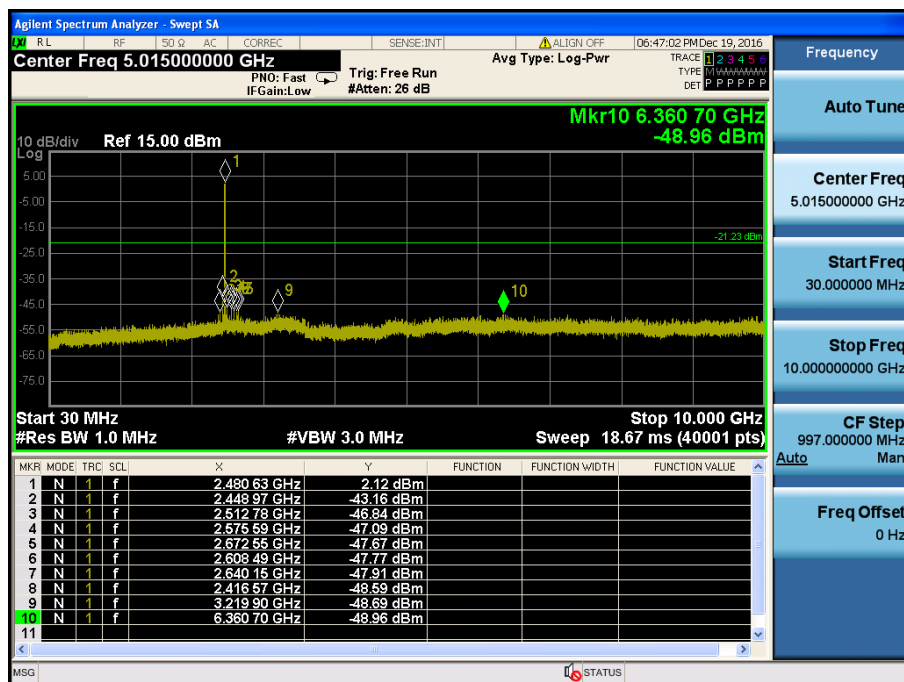 Agilent Spectrum Analyzer - Swept SA
LXI RL RF 50 Ω AC CORREC SENSE:INT ALIGN OFF 06:47:02 PM Dec 19, 2016
Center Freq 5.015000000 GHz
PNO: Fast
IFGain:Low
Trig: Free Run
#Atten: 26 dB
Avg Type: Log-Pwr
TRACE 1 2 3 4 5 6
TYPE M
DET P P P P P P
Mkr10 6.360 70 GHz
-48.96 dBm
10 dB/div Ref 15.00 dBm
Log
5.00
-5.00
-15.0
-25.0
-35.0
-45.0
-55.0
-65.0
-75.0
1
-21.23 dBm
2
9
10
Start 30 MHz
Stop 10.000 GHz
#Res BW 1.0 MHz
#VBW 3.0 MHz
Sweep 18.67 ms (40001 pts)
MKR MODE TRC SCL X Y FUNCTION FUNCTION WIDTH FUNCTION VALUE
1 N 1 f 2.480 63 GHz 2.12 dBm
2 N 1 f 2.448 97 GHz -43.16 dBm
3 N 1 f 2.512 78 GHz -46.84 dBm
4 N 1 f 2.575 59 GHz -47.09 dBm
5 N 1 f 2.672 55 GHz -47.67 dBm
6 N 1 f 2.608 49 GHz -47.77 dBm
7 N 1 f 2.640 15 GHz -47.91 dBm
8 N 1 f 2.416 57 GHz -48.59 dBm
9 N 1 f 3.219 90 GHz -48.69 dBm
10 N 1 f 6.360 70 GHz -48.96 dBm
11
MSG
STATUS
Frequency
Auto Tune
Center Freq
5.015000000 GHz
Start Freq
30.000000 MHz
Stop Freq
10.000000000 GHz
CF Step
997.000000 MHz
Auto Man
Freq Offset
0 Hz